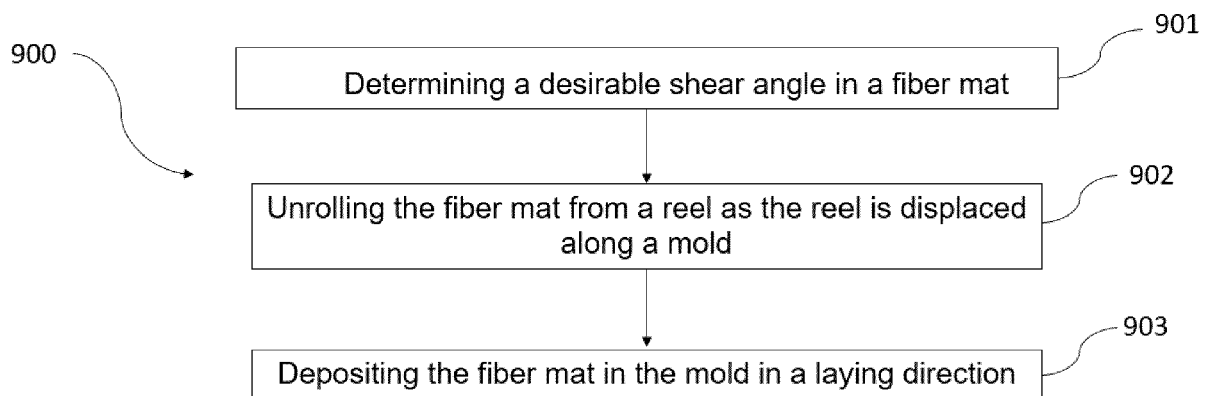 900
901
Determining a desirable shear angle in a fiber mat
902
Unrolling the fiber mat from a reel as the reel is displaced
along a mold
903
Depositing the fiber mat in the mold in a laying direction